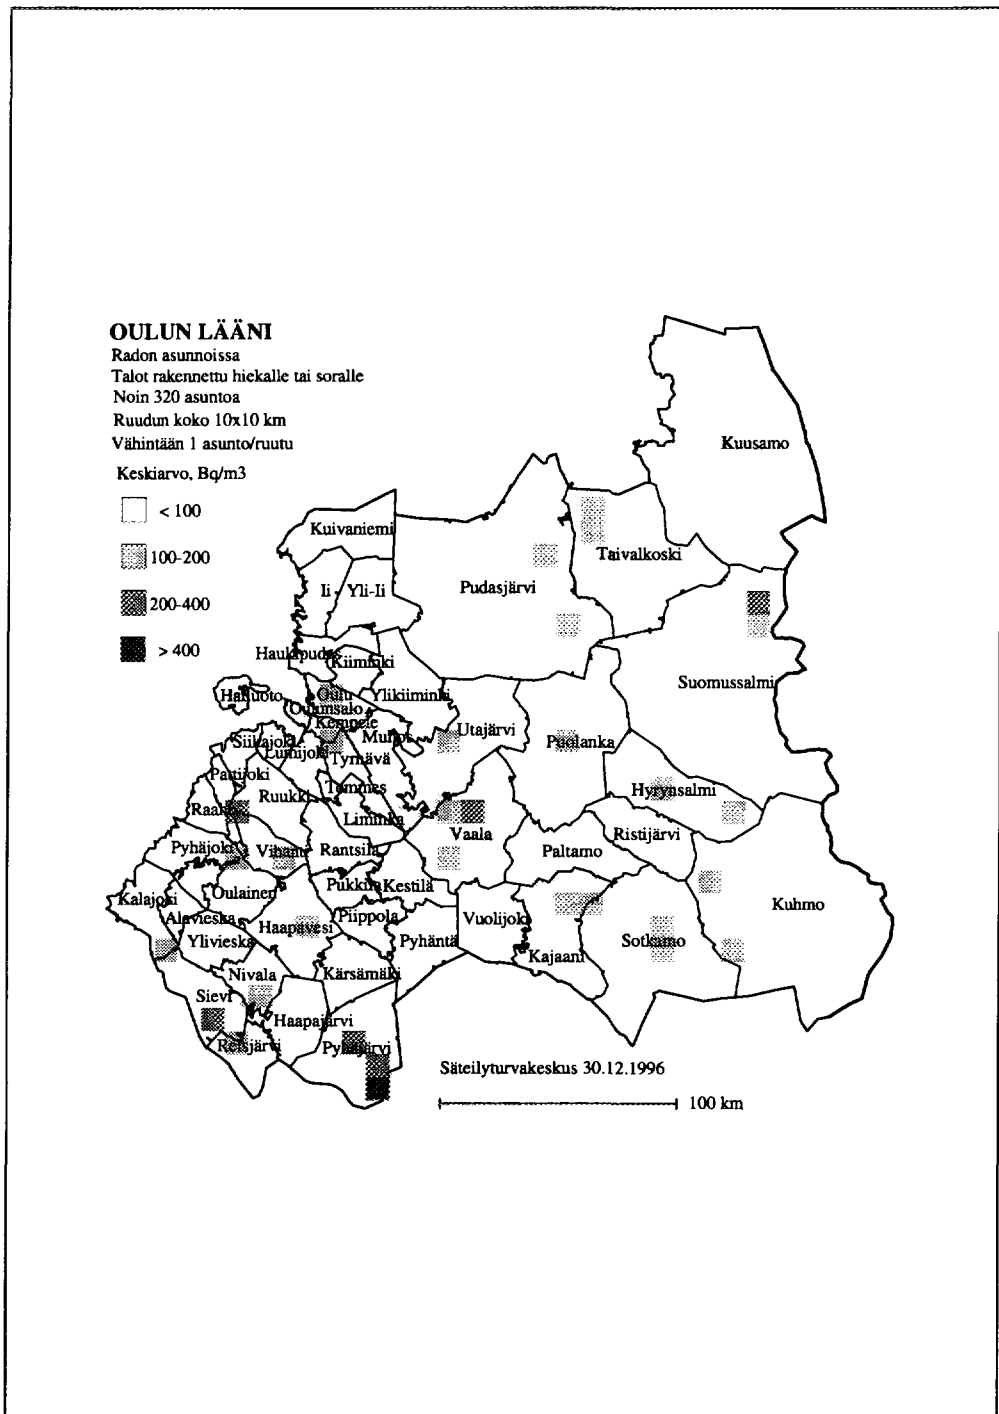 OULUN LÄÄNI
Radon asunnoissa
Talot rakennettu hiekalle tai soralle
Noin 320 asuntoa
Ruudun koko 10x10 km
Vähintään 1 asunto/ruutu
Keskiarvo, Bq/m3
< 100
100-200
200-400
> 400
Kuusamo
Kuivaniemi
Taivalkoski
Ii
Yli-Ii
Pudasjärvi
Haukipudas
Kiiminki
Suomussalmi
Hailuoto
Oulu
Ylikiiminki
Oulunsalo
Kempele
Utajärvi
Siikajoki
Muhos
Puolanka
Lumijoki
Tyrnävä
Pattijoki
Ruukki
Temmes
Hyrynsalmi
Raahe
Liminka
Vaala
Ristijärvi
Pyhäjoki
Vihanti
Rantsila
Paltamo
Pukkila
Kestilä
Kalajoki
Oulainen
Kuhmo
Alavieska
Haapavesi
Piippola
Vuolijoki
Ylivieska
Pyhäntä
Sotkamo
Kajaani
Nivala
Kärsämäki
Sievi
Haapajärvi
Reisjärvi
Pyhäjärvi
Säteilyturvakeskus 30.12.1996
100 km